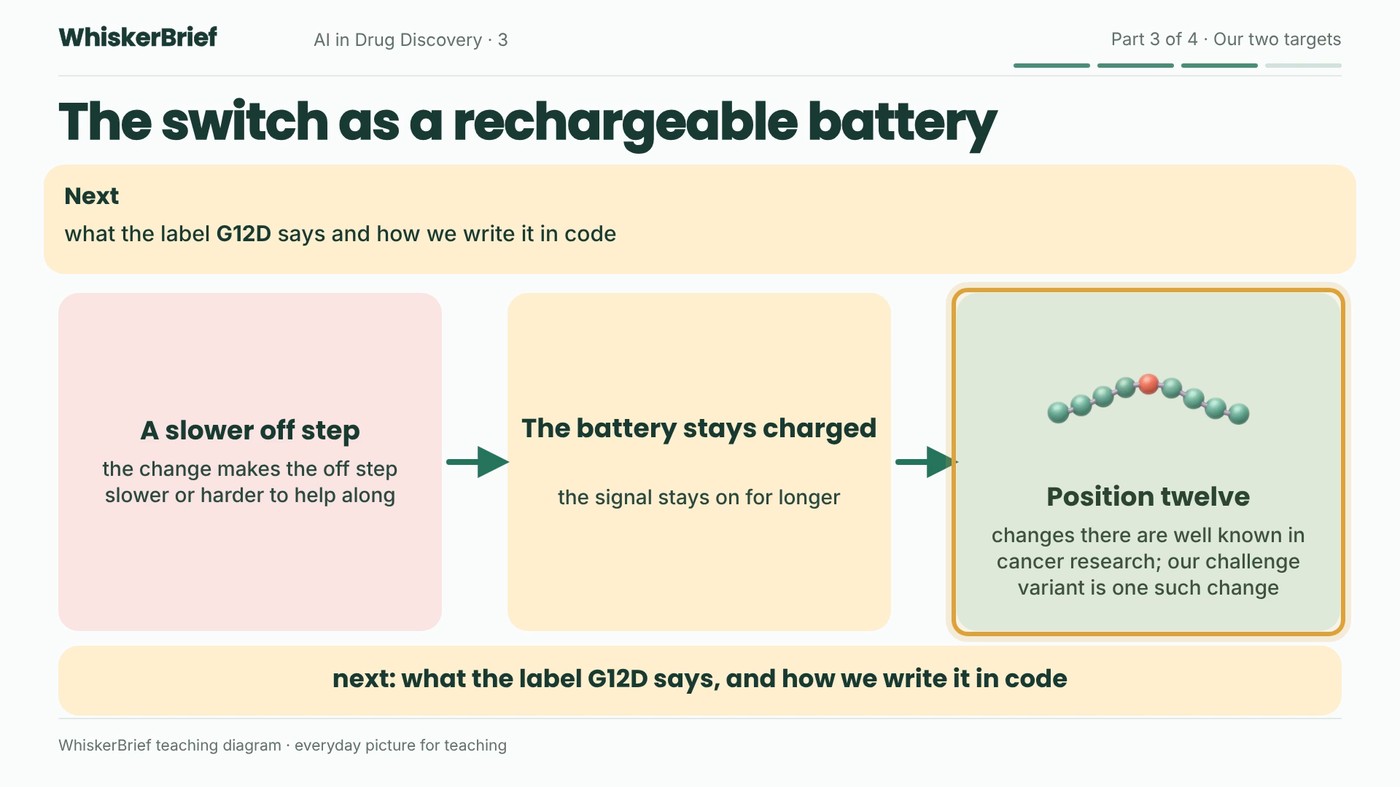 WhiskerBrief
AI in Drug Discovery · 3
Part 3 of 4 · Our two targets
The switch as a rechargeable battery
Next
what the label G12D says and how we write it in code
A slower off step
the change makes the off step
slower or harder to help along
The battery stays charged
the signal stays on for longer
Position twelve
changes there are well known in
cancer research; our challenge
variant is one such change
next: what the label G12D says, and how we write it in code
WhiskerBrief teaching diagram · everyday picture for teaching